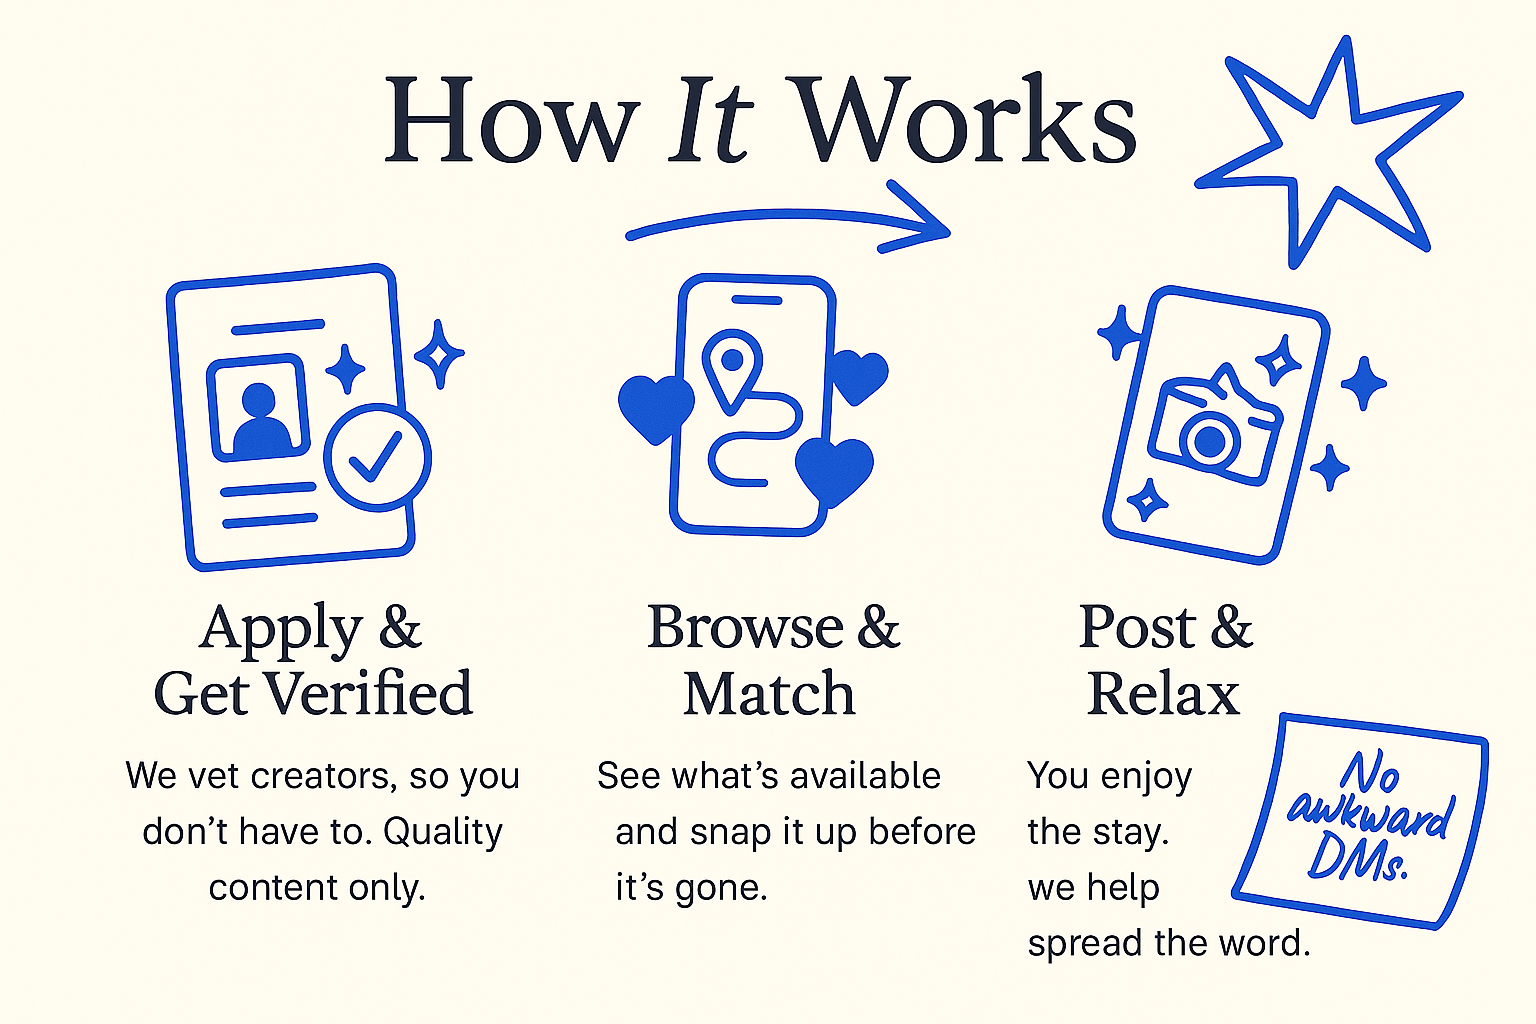 How It Works
Apply &
Get Verified
We vet creators, so you
don’t have to. Quality
content only.
Browse &
Match
See what’s available
and snap it up before
it’s gone.
Post &
Relax
You enjoy
the stay.
we help
spread the word.
No
awkward
DMs.